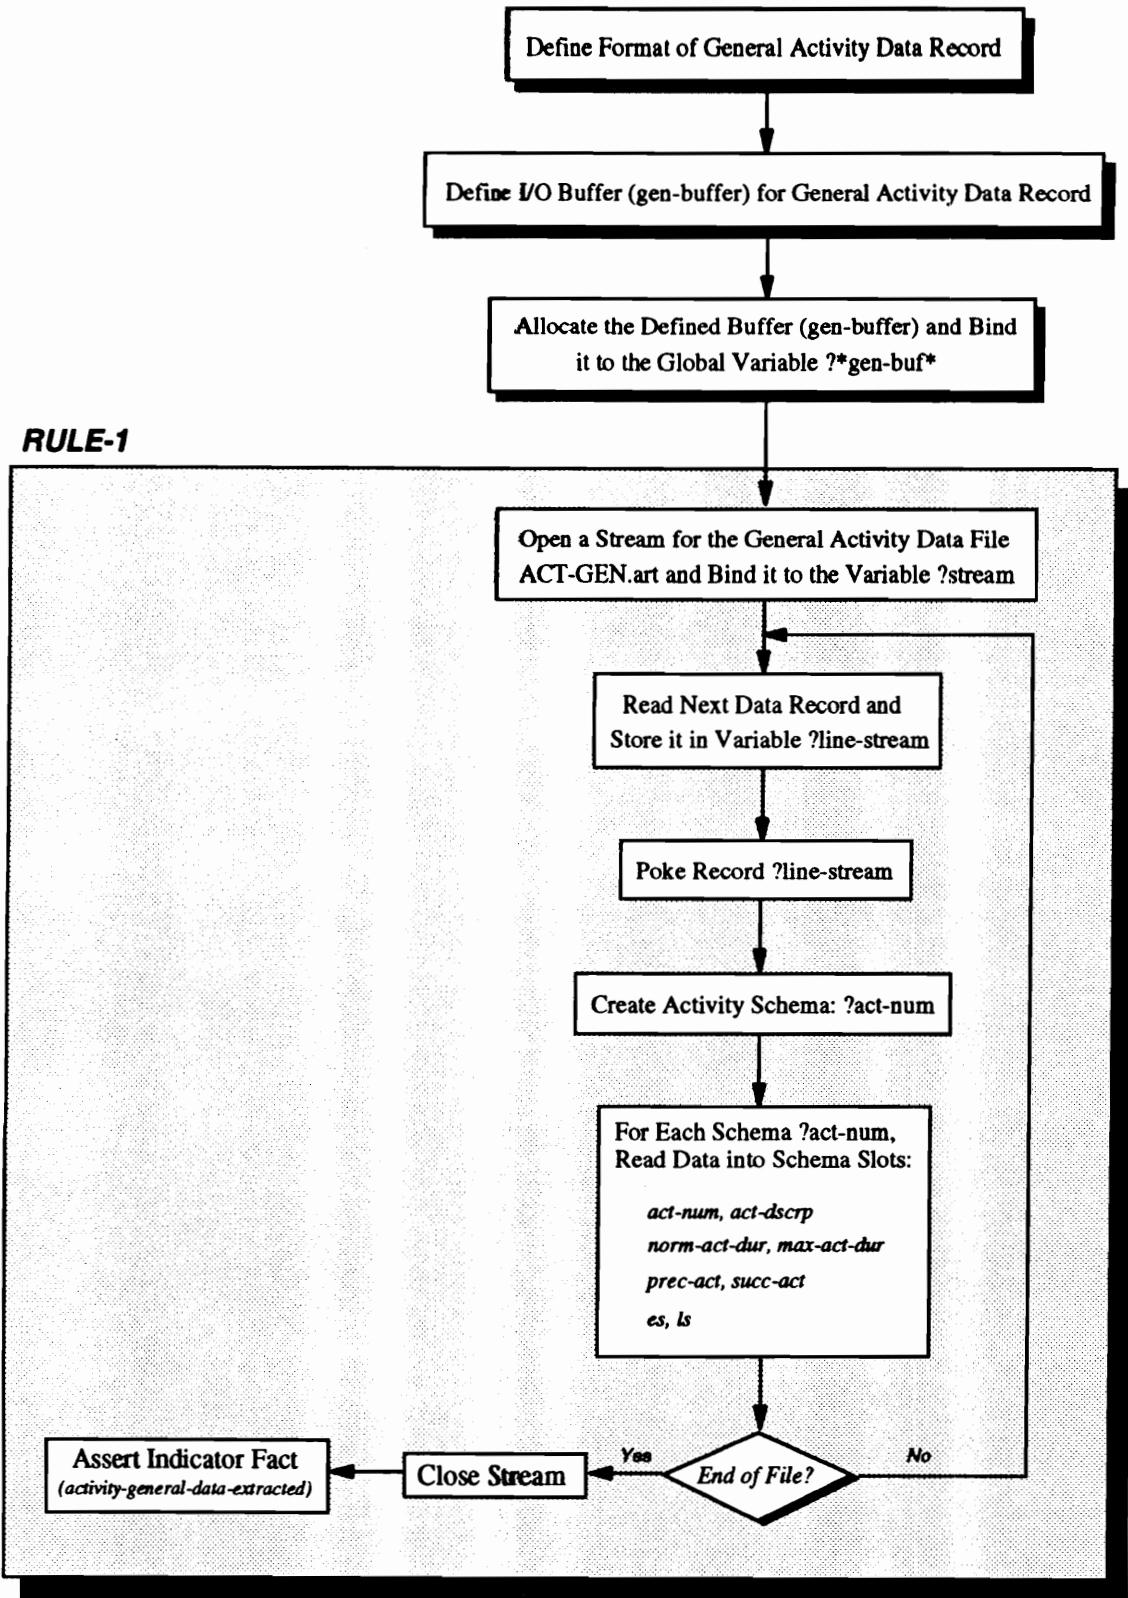 Define Format of General Activity Data Record
Define I/O Buffer (gen-buffer) for General Activity Data Record
Allocate the Defined Buffer (gen-buffer) and Bind
it to the Global Variable ?*gen-buf*
RULE-1
Open a Stream for the General Activity Data File
ACT-GEN.art and Bind it to the Variable ?stream
Read Next Data Record and
Store it in Variable ?line-stream
Poke Record ?line-stream
Create Activity Schema: ?act-num
For Each Schema ?act-num,
Read Data into Schema Slots:
act-num, act-dscrp
norm-act-dur, max-act-dur
prec-act, succ-act
es, ls
End of File?
Yes
No
Close Stream
Assert Indicator Fact
(activity-general-data-extracted)